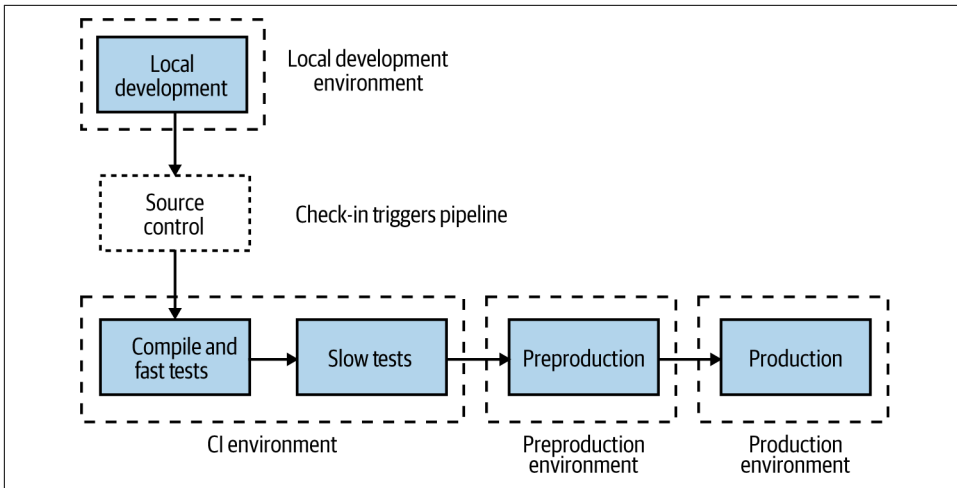 Local
development
Local development
environment
Source
control
Check-in triggers pipeline
Compile and
fast tests
Slow tests
Preproduction
Production
CI environment
Preproduction
environment
Production
environment